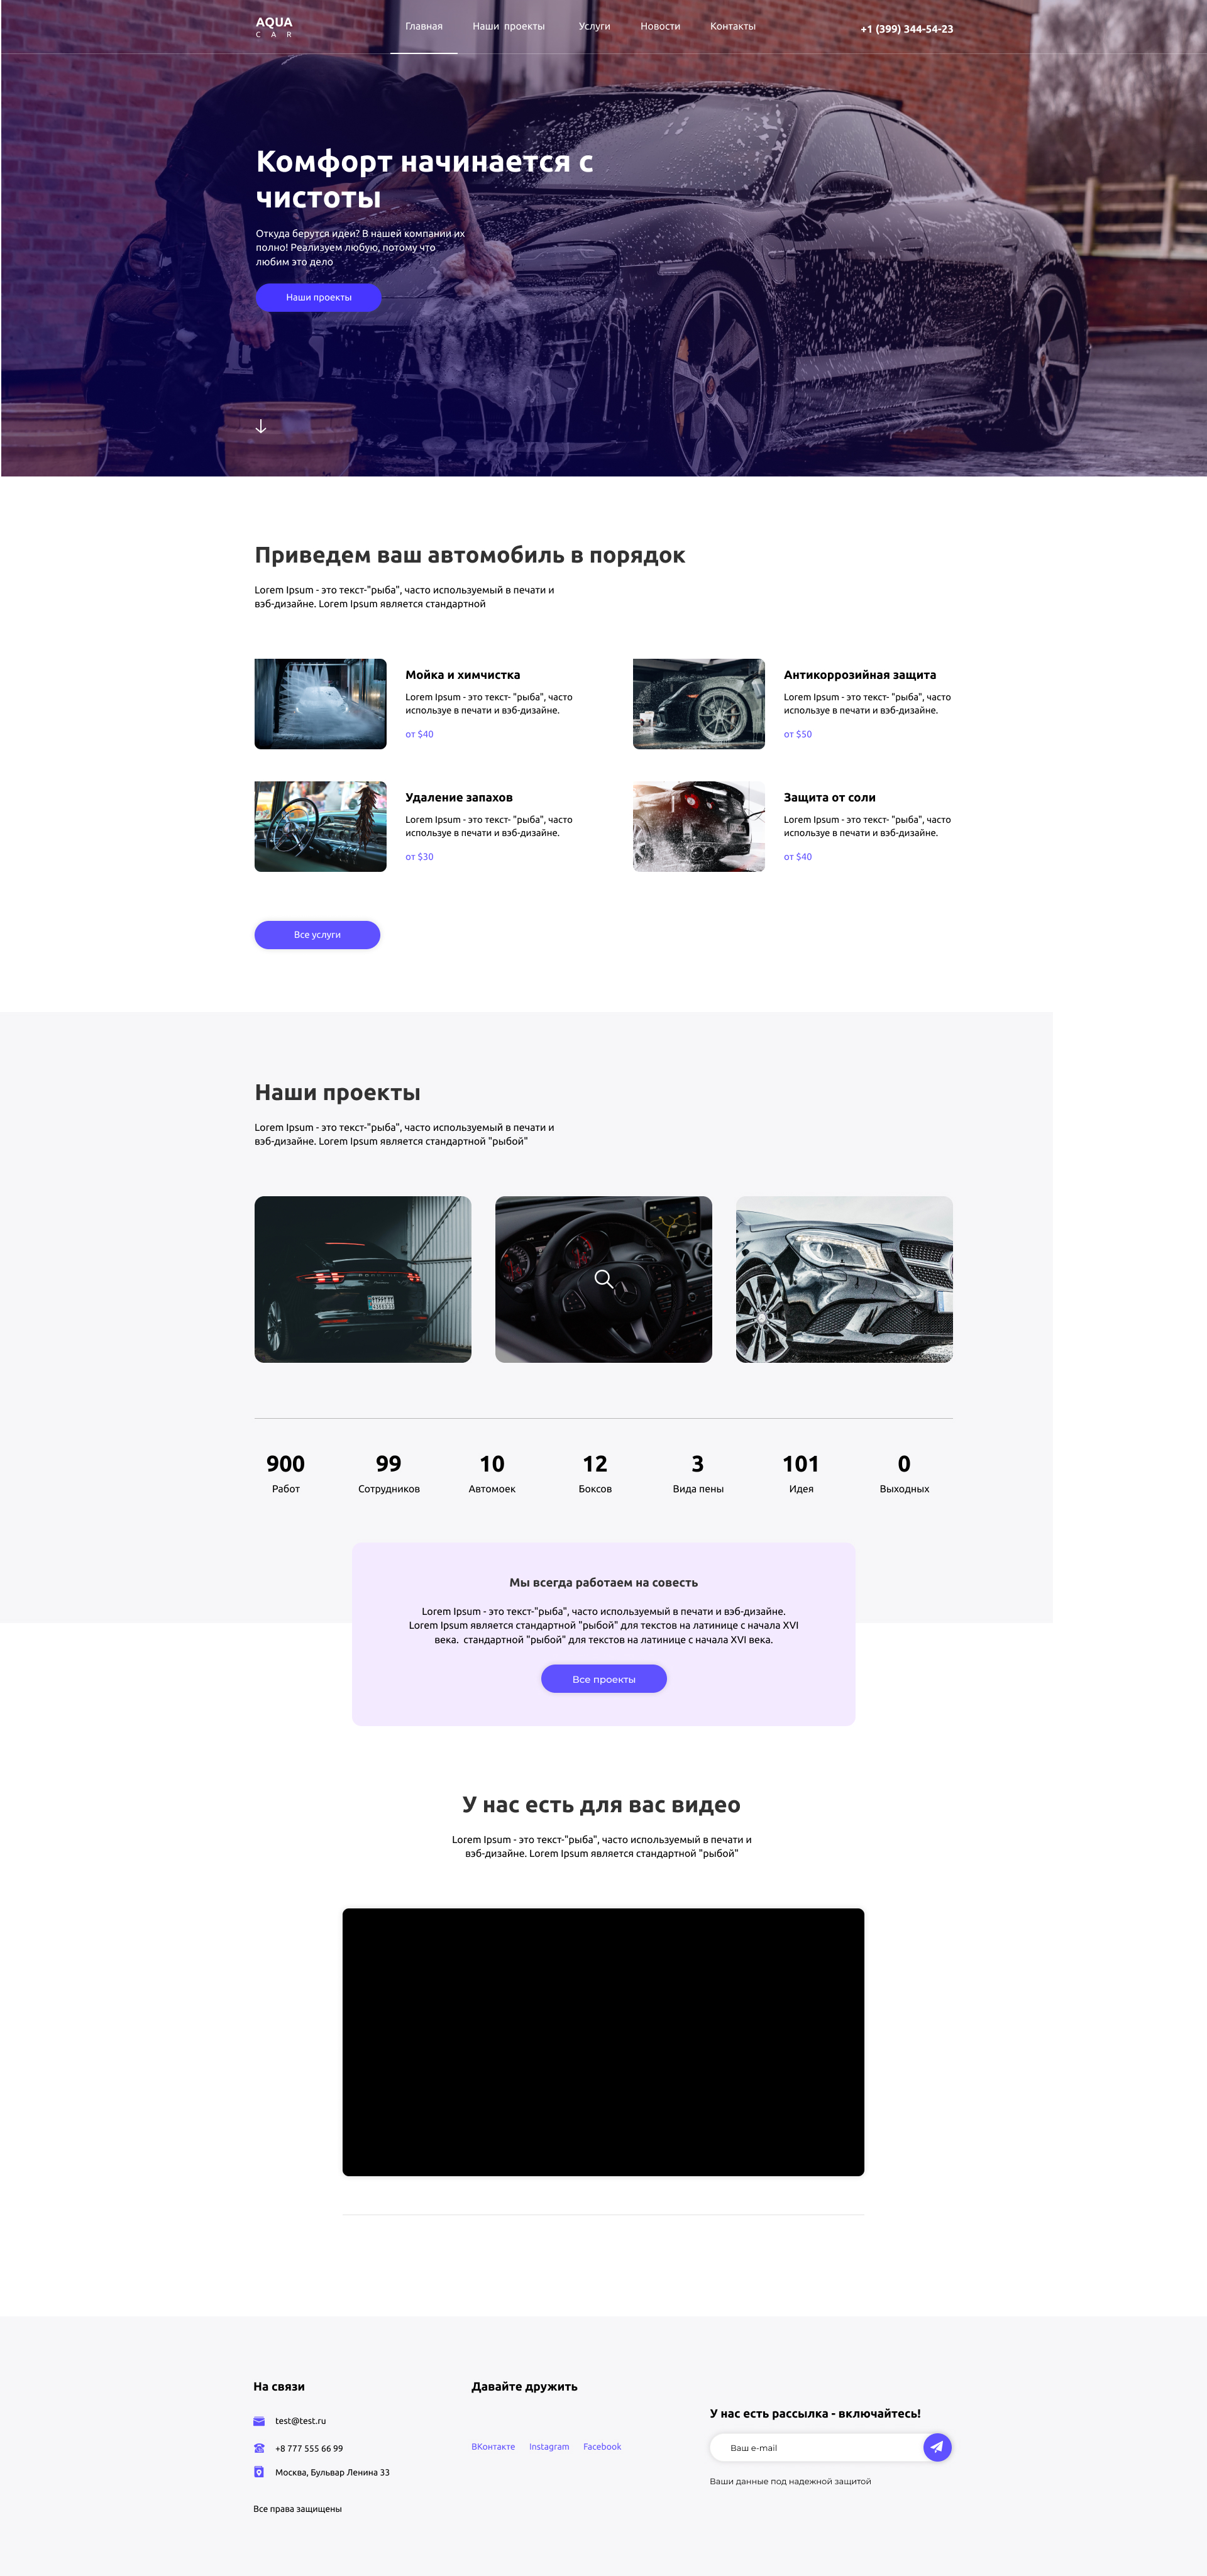 AQUA
C A R
Главная Наши проекты Услуги Новости Контакты
+1 (399) 344-54-23
Комфорт начинается с
чистоты
Откуда берутся идеи? В нашей компании их
полно! Реализуем любую, потому что
любим это дело
Наши проекты
Приведем ваш автомобиль в порядок
Lorem Ipsum - это текст-"рыба", часто используемый в печати и
вэб-дизайне. Lorem Ipsum является стандартной
Мойка и химчистка
Lorem Ipsum - это текст- "рыба", часто
используе в печати и вэб-дизайне.
от $40
Антикоррозийная защита
Lorem Ipsum - это текст- "рыба", часто
используе в печати и вэб-дизайне.
от $50
Удаление запахов
Lorem Ipsum - это текст- "рыба", часто
используе в печати и вэб-дизайне.
от $30
Защита от соли
Lorem Ipsum - это текст- "рыба", часто
используе в печати и вэб-дизайне.
от $40
Все услуги
Наши проекты
Lorem Ipsum - это текст-"рыба", часто используемый в печати и
вэб-дизайне. Lorem Ipsum является стандартной "рыбой"
900 99 10 12 3 101 0
Работ Сотрудников Автомоек Боксов Вида пены Идея Выходных
Мы всегда работаем на совесть
Lorem Ipsum - это текст-"рыба", часто используемый в печати и вэб-дизайне.
Lorem Ipsum является стандартной "рыбой" для текстов на латинице с начала XVI
века. стандартной "рыбой" для текстов на латинице с начала XVI века.
Все проекты
У нас есть для вас видео
Lorem Ipsum - это текст-"рыба", часто используемый в печати и
вэб-дизайне. Lorem Ipsum является стандартной "рыбой"
На связи
test@test.ru
+8 777 555 66 99
Москва, Бульвар Ленина 33
Все права защищены
Давайте дружить
ВКонтакте Instagram Facebook
У нас есть рассылка - включайтесь!
Ваш e-mail
Ваши данные под надежной защитой